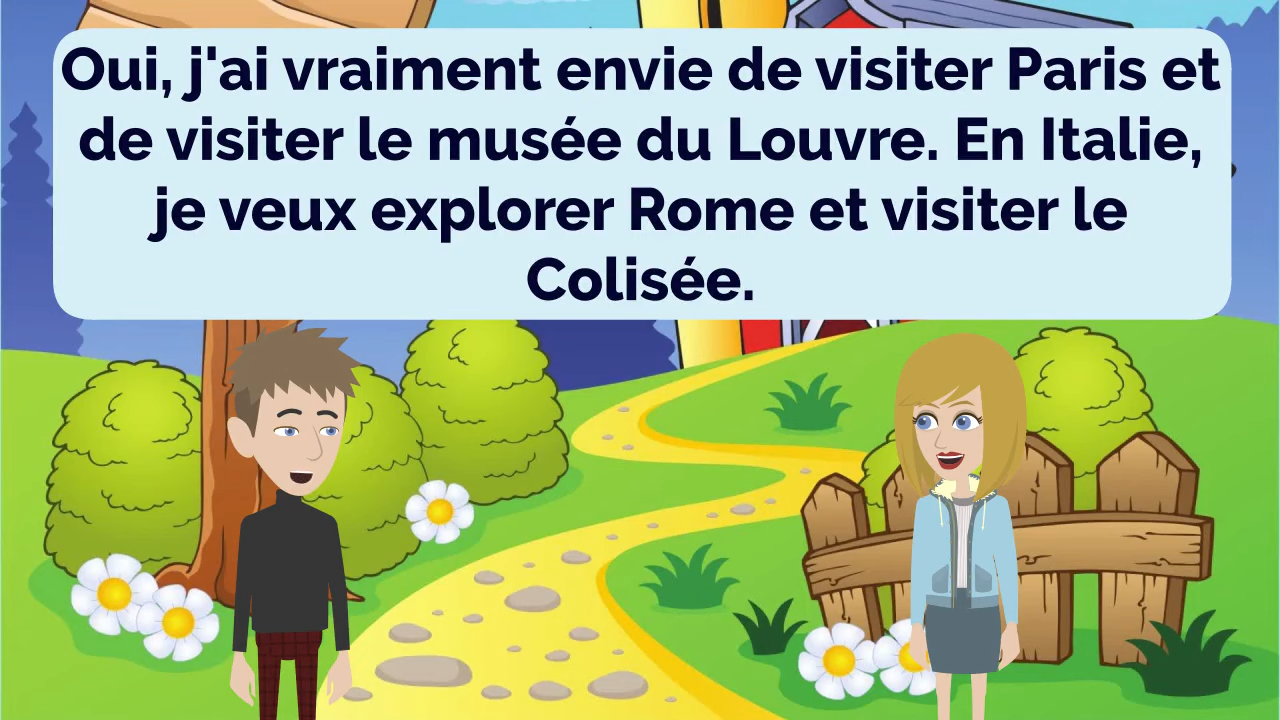 Oui, j'ai vraiment envie de visiter Paris et
de visiter le musée du Louvre. En Italie,
je veux explorer Rome et visiter le
Colisée.